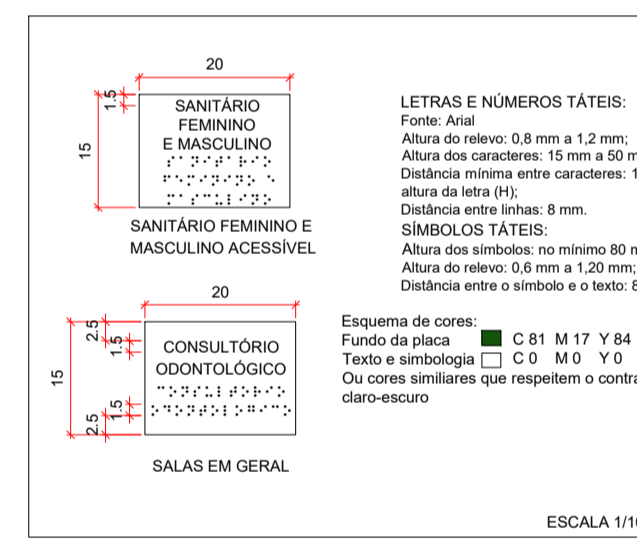 20
1.5
15
SANITÁRIO
FEMININO
E MASCULINO
SANITÁRIO FEMININO E
MASCULINO ACESSÍVEL
20
2.5
1.5
15
1.5
2.5
CONSULTÓRIO
ODONTOLÓGICO
SALAS EM GERAL
LETRAS E NÚMEROS TÁTEIS:
Fonte: Arial
Altura do relevo: 0,8 mm a 1,2 mm;
Altura dos caracteres: 15 mm a 50 m
Distância mínima entre caracteres: 1
altura da letra (H);
Distância entre linhas: 8 mm.
SÍMBOLOS TÁTEIS:
Altura dos símbolos: no mínimo 80 m
Altura do relevo: 0,6 mm a 1,20 mm;
Distância entre o símbolo e o texto: 8
Esquema de cores:
Fundo da placa C 81 M 17 Y 84
Texto e simbologia C 0 M 0 Y 0
Ou cores similiares que respeitem o contra
claro-escuro
ESCALA 1/10